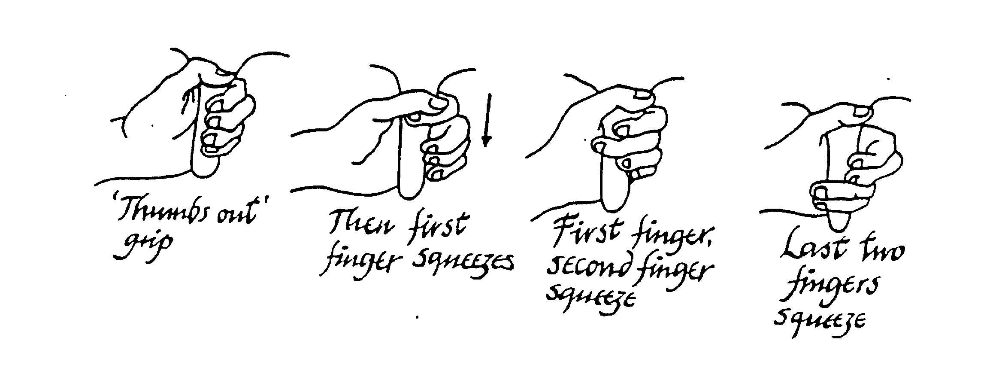 'Thumbs out'
grip
Then first
finger squeezes
First finger,
second finger
squeeze
Last two
fingers
squeeze